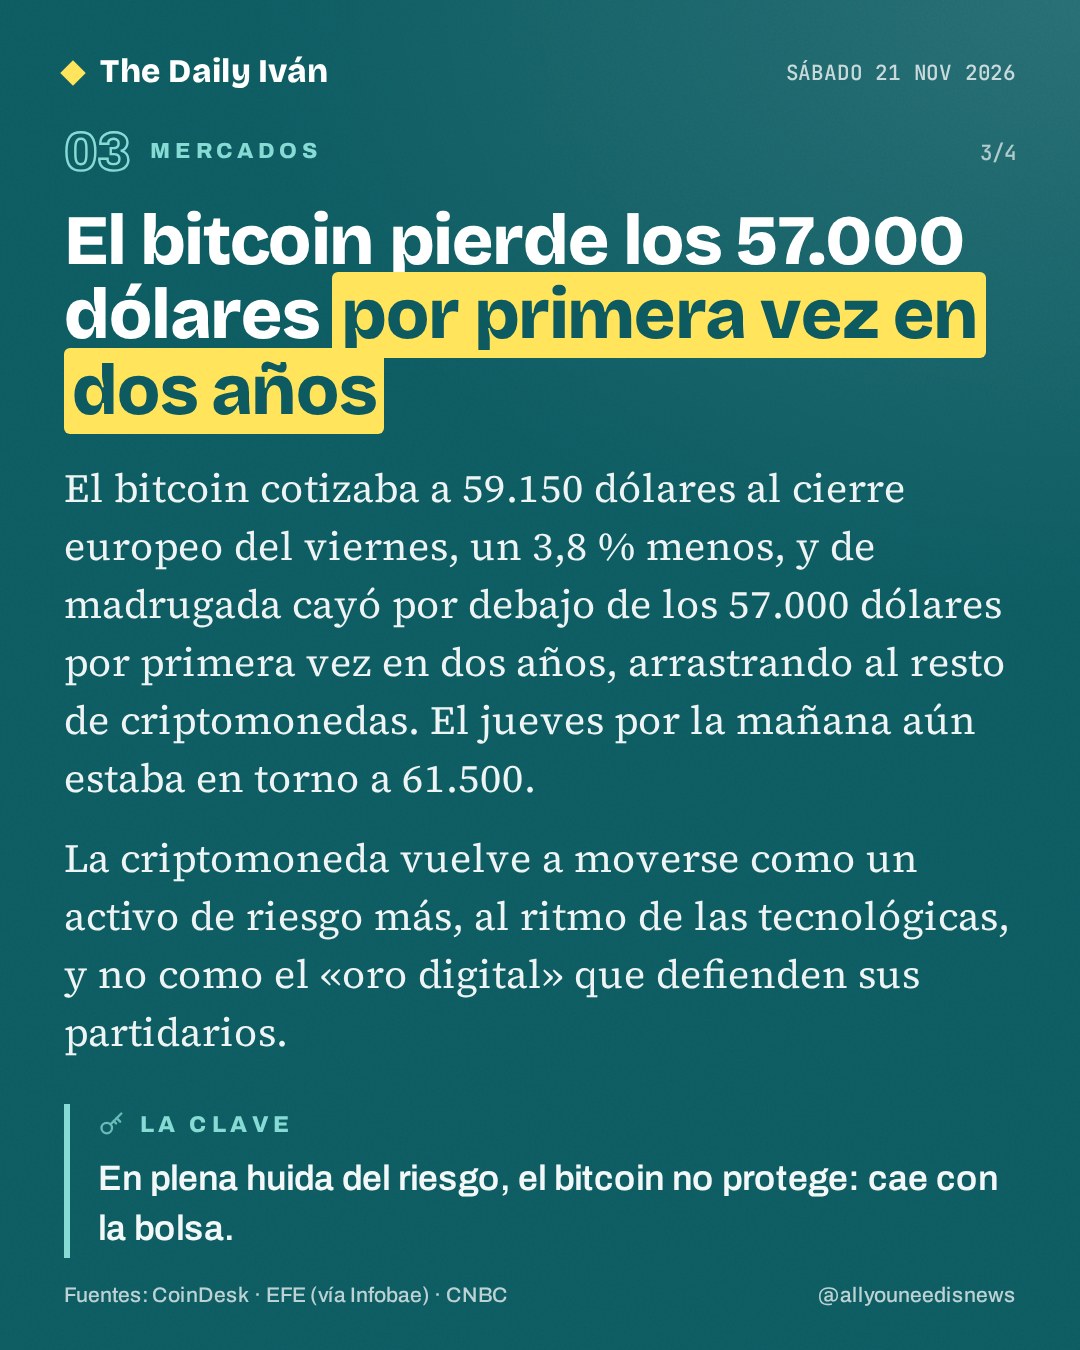 The Daily Iván
SÁBADO 21 NOV 2026
03 MERCADOS
3/4
El bitcoin pierde los 57.000
dólares por primera vez en
dos años
El bitcoin cotizaba a 59.150 dólares al cierre
europeo del viernes, un 3,8 % menos, y de
madrugada cayó por debajo de los 57.000 dólares
por primera vez en dos años, arrastrando al resto
de criptomonedas. El jueves por la mañana aún
estaba en torno a 61.500.
La criptomoneda vuelve a moverse como un
activo de riesgo más, al ritmo de las tecnológicas,
y no como el «oro digital» que defienden sus
partidarios.
LA CLAVE
En plena huida del riesgo, el bitcoin no protege: cae con
la bolsa.
Fuentes: CoinDesk · EFE (vía Infobae) · CNBC
@allyouneedisnews